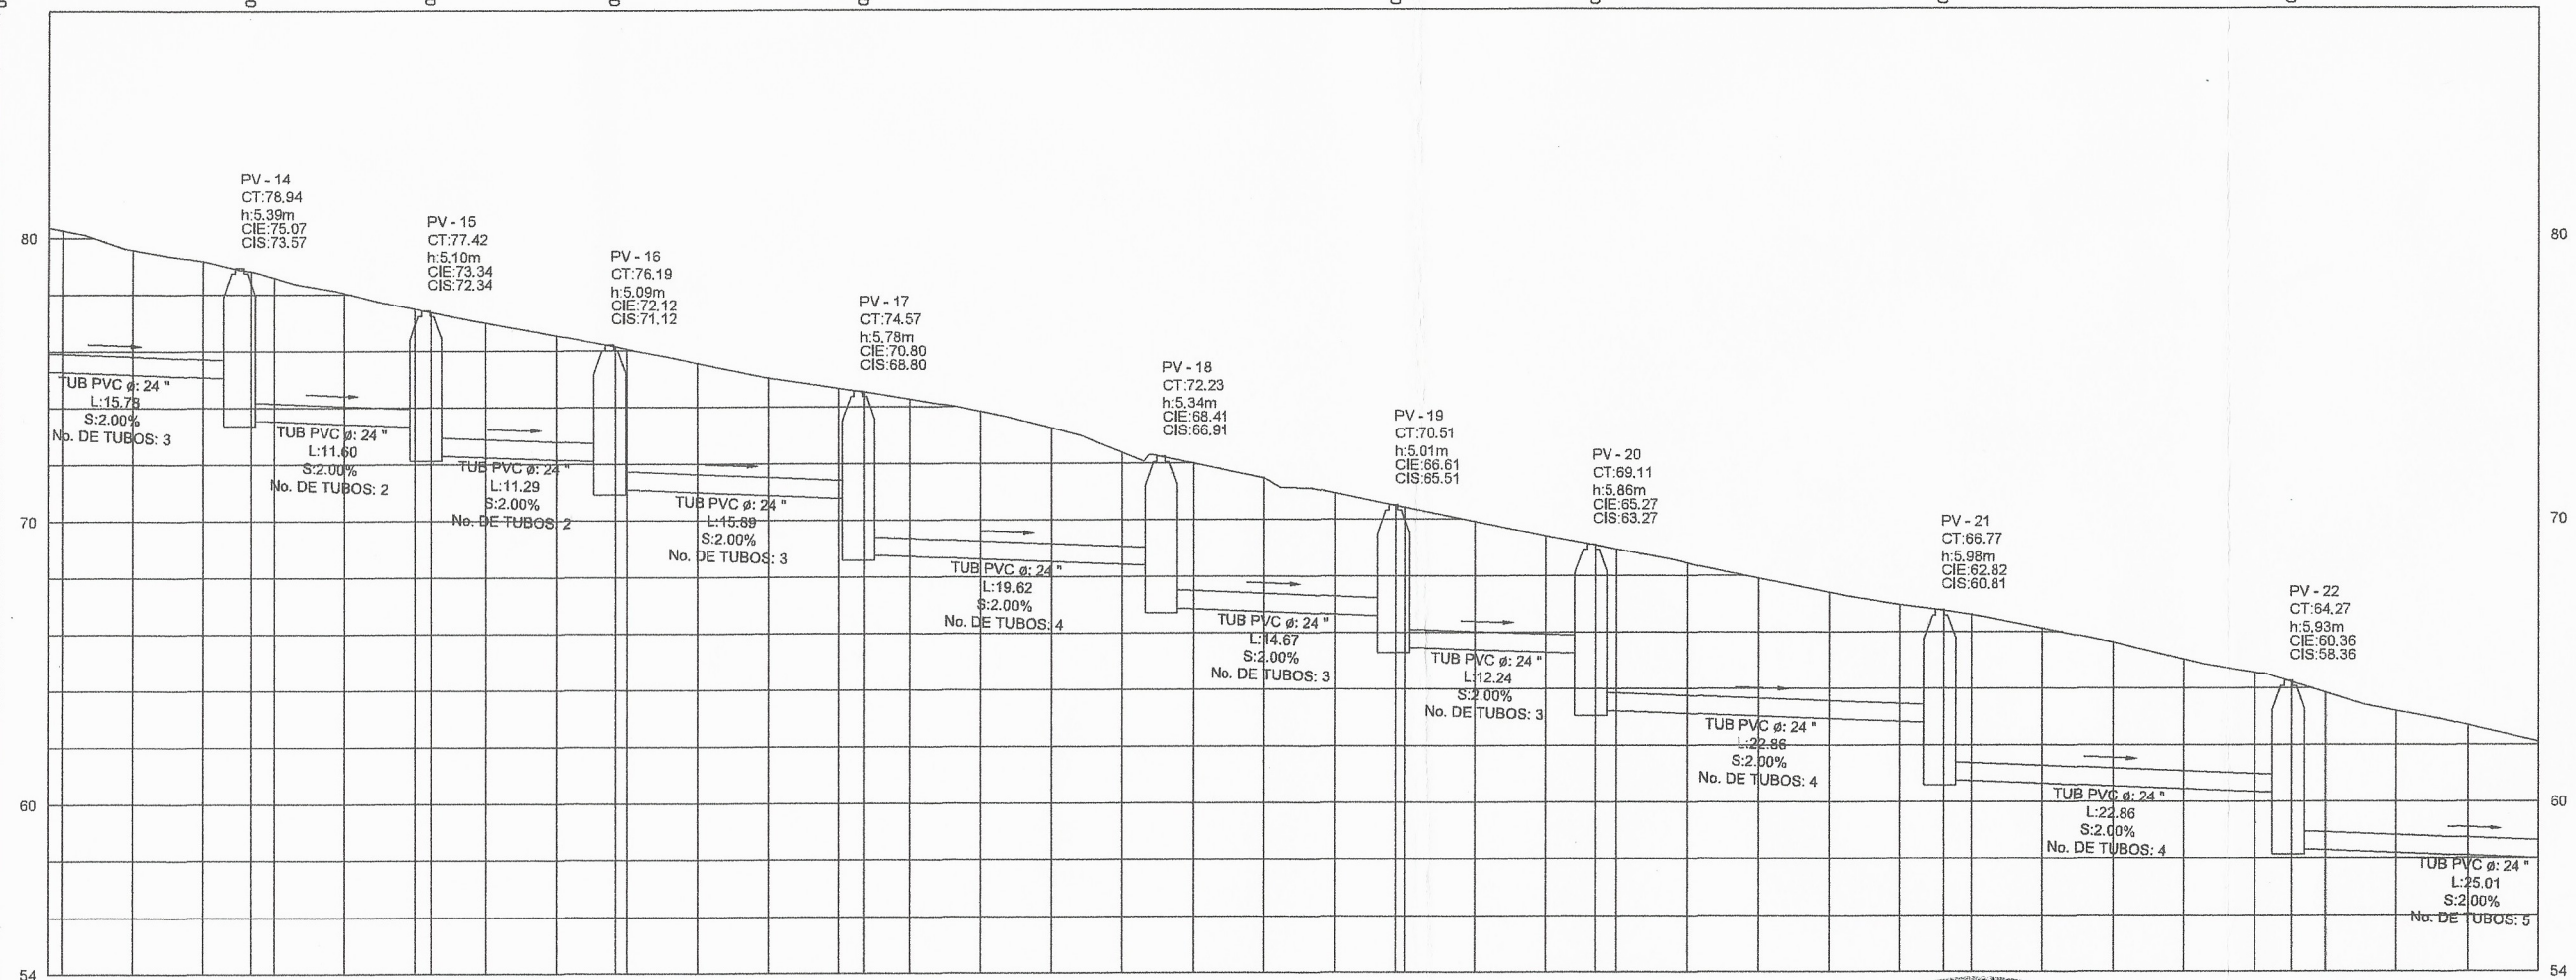 PV - 14
CT:78.94
h:5.39m
CIE:75.07
CIS:73.57
PV - 15
CT:77.42
h:5.10m
CIE:73.34
CIS:72.34
PV - 16
CT:76.19
h:5.09m
CIE:72.12
CIS:71.12
PV - 17
CT:74.57
h:5.78m
CIE:70.80
CIS:68.80
PV - 18
CT:72.23
h:5.34m
CIE:68.41
CIS:66.91
PV - 19
CT:70.51
h:5.01m
CIE:66.61
CIS:65.51
PV - 20
CT:69.11
h:5.86m
CIE:65.27
CIS:63.27
PV - 21
CT:66.77
h:5.98m
CIE:62.82
CIS:60.81
PV - 22
CT:64.27
h:5.93m
CIE:60.36
CIS:58.36
80
70
60
54
80
70
60
54
TUB PVC ø: 24 "
L:15.78
S:2.00%
No. DE TUBOS: 3
TUB PVC ø: 24 "
L:11.60
S:2.00%
No. DE TUBOS: 2
TUB PVC ø: 24 "
L:11.29
S:2.00%
No. DE TUBOS: 2
TUB PVC ø: 24 "
L:15.89
S:2.00%
No. DE TUBOS: 3
TUB PVC ø: 24 "
L:19.62
S:2.00%
No. DE TUBOS: 4
TUB PVC ø: 24 "
L:14.67
S:2.00%
No. DE TUBOS: 3
TUB PVC ø: 24 "
L:12.24
S:2.00%
No. DE TUBOS: 3
TUB PVC ø: 24 "
L:22.86
S:2.00%
No. DE TUBOS: 4
TUB PVC ø: 24 "
L:22.86
S:2.00%
No. DE TUBOS: 4
TUB PVC ø: 24 "
L:25.01
S:2.00%
No. DE TUBOS: 5